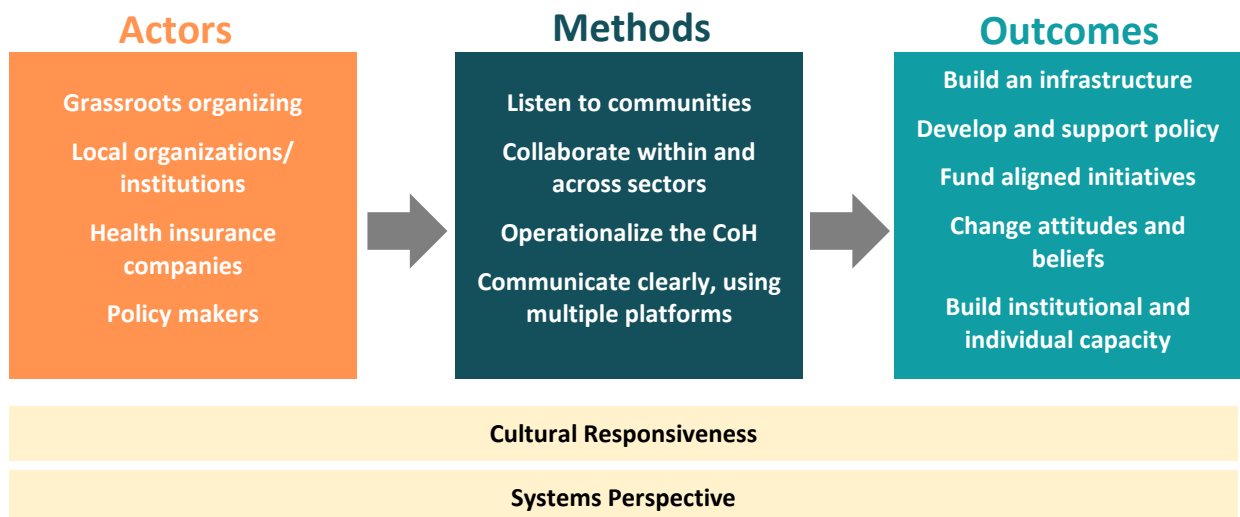 Actors
Grassroots organizing
Local organizations/
institutions
Health insurance
companies
Policy makers
Methods
Listen to communities
Collaborate within and
across sectors
Operationalize the CoH
Communicate clearly, using
multiple platforms
Outcomes
Build an infrastructure
Develop and support policy
Fund aligned initiatives
Change attitudes and
beliefs
Build institutional and
individual capacity
Cultural Responsiveness
Systems Perspective